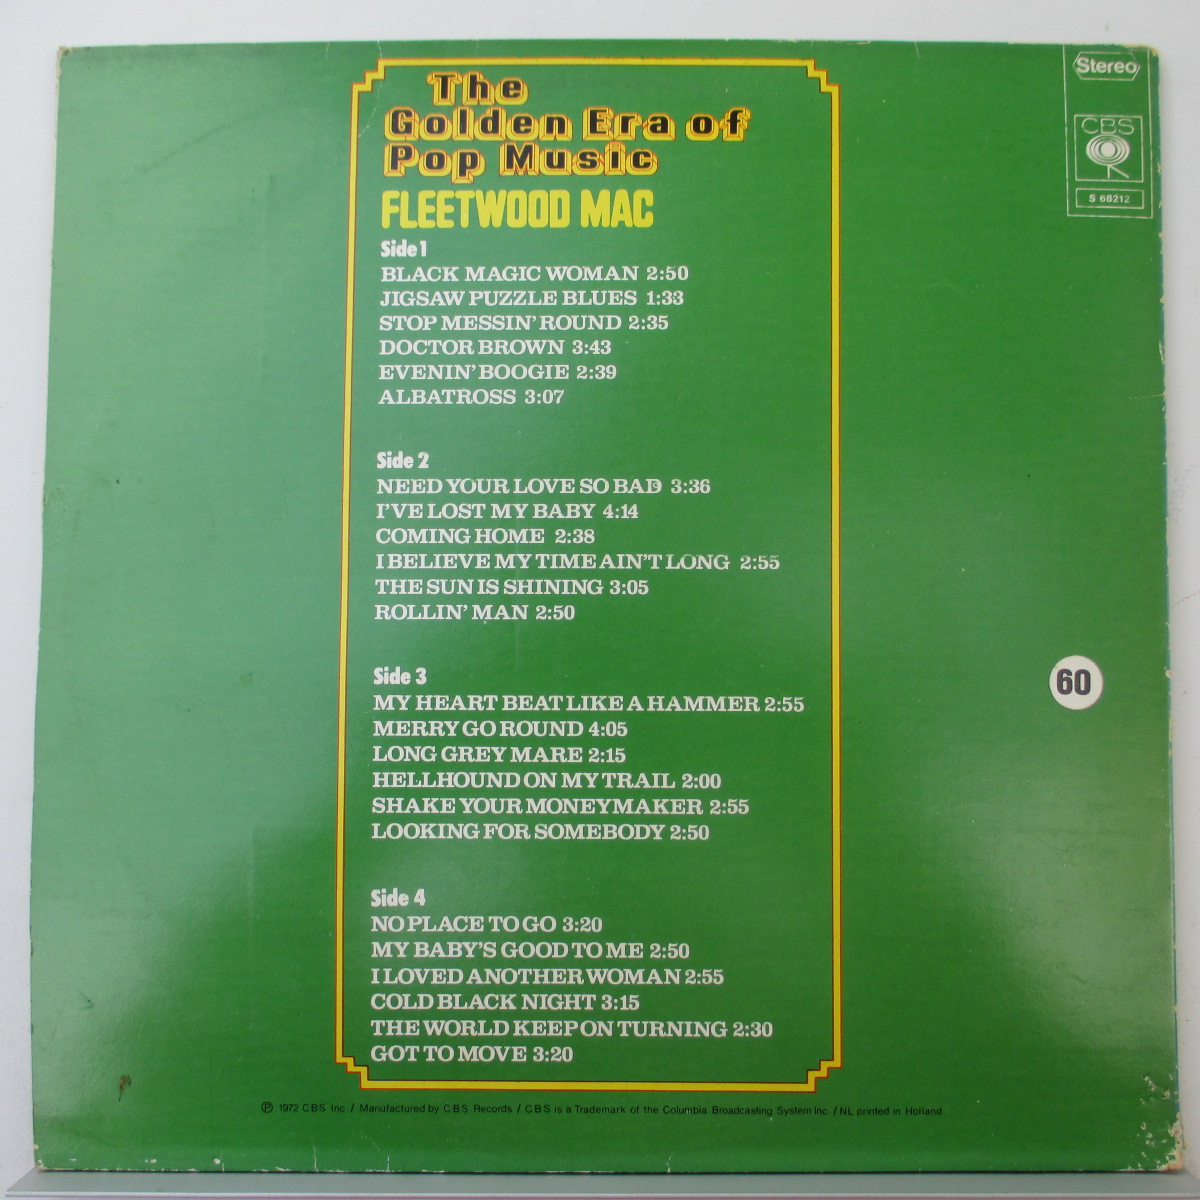 The
Golden Era of
Pop Music
FLEETWOOD MAC
Stereo
CBS
S 68212
Side 1
BLACK MAGIC WOMAN 2:50
JIGSAW PUZZLE BLUES 1:33
STOP MESSIN' ROUND 2:35
DOCTOR BROWN 3:43
EVENIN' BOOGIE 2:39
ALBATROSS 3:07
Side 2
NEED YOUR LOVE SO BAD 3:36
I'VE LOST MY BABY 4:14
COMING HOME 2:38
I BELIEVE MY TIME AIN'T LONG 2:55
THE SUN IS SHINING 3:05
ROLLIN' MAN 2:50
Side 3
MY HEART BEAT LIKE A HAMMER 2:55
MERRY GO ROUND 4:05
LONG GREY MARE 2:15
HELLHOUND ON MY TRAIL 2:00
SHAKE YOUR MONEYMAKER 2:55
LOOKING FOR SOMEBODY 2:50
60
Side 4
NO PLACE TO GO 3:20
MY BABY'S GOOD TO ME 2:50
I LOVED ANOTHER WOMAN 2:55
COLD BLACK NIGHT 3:15
THE WORLD KEEP ON TURNING 2:30
GOT TO MOVE 3:20
℗ 1972 CBS Inc. / Manufactured by CBS Records / CBS is a Trademark of the Columbia Broadcasting System Inc. / NL printed in Holland